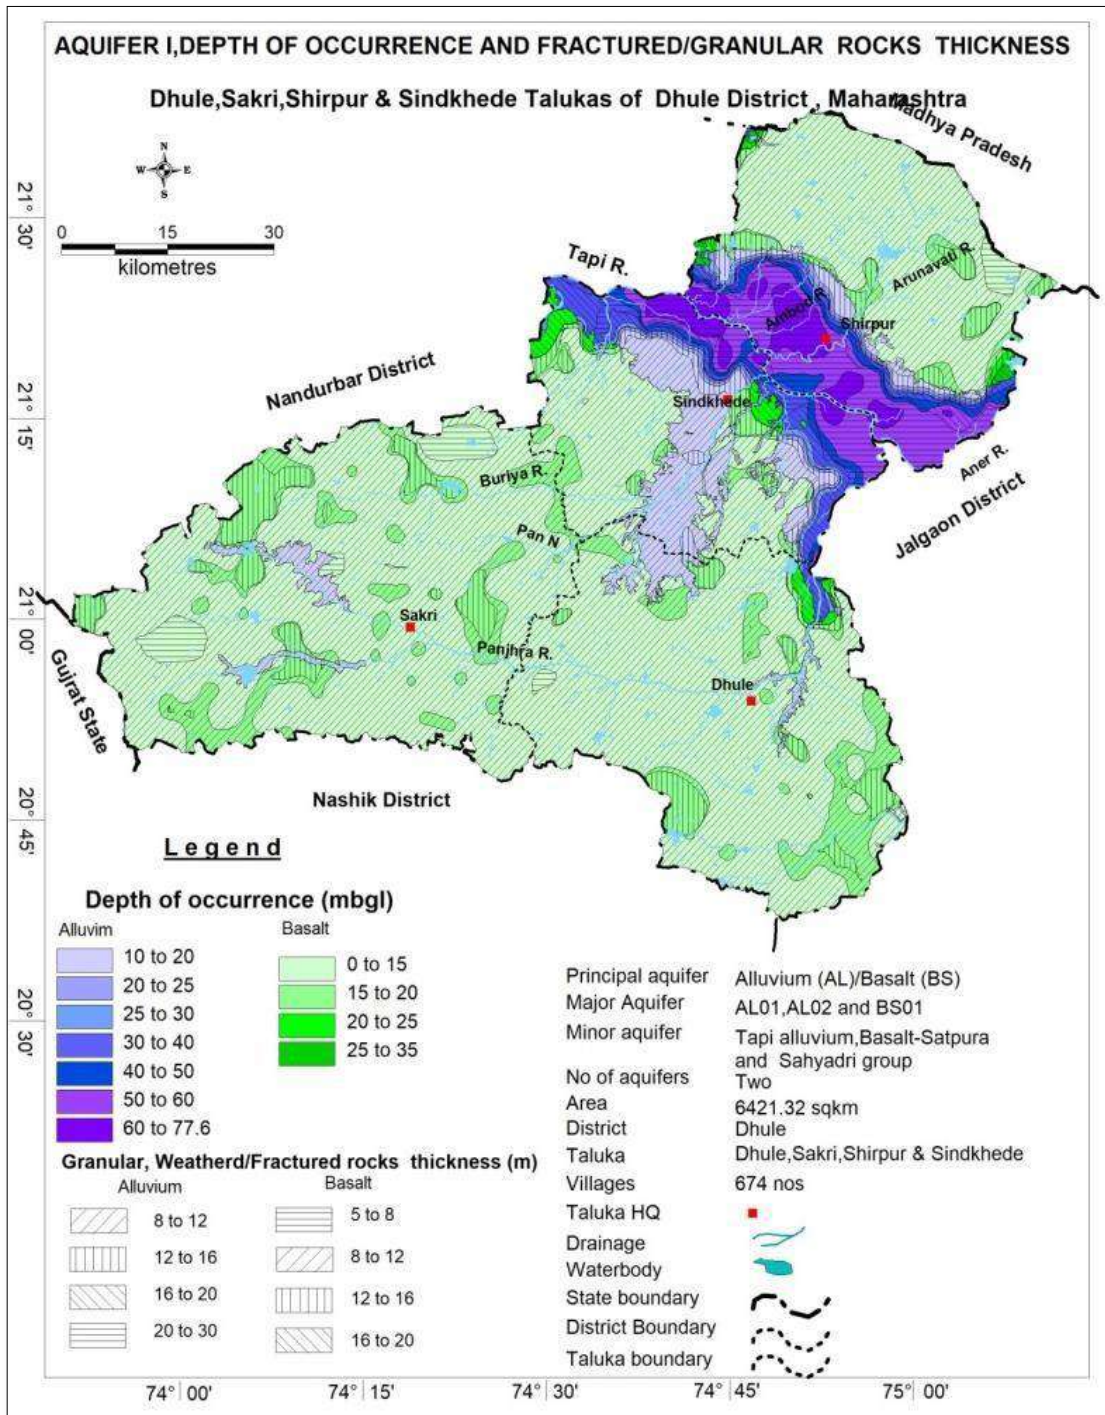 AQUIFER I,DEPTH OF OCCURRENCE AND FRACTURED/GRANULAR ROCKS THICKNESS
Dhule,Sakri,Shirpur & Sindkhede Talukas of Dhule District , Maharashtra
Madhya Pradesh
N
W E
S
0 15 30
kilometres
21° 30'
Tapi R.
Arunavati R.
Ambod R.
Shirpur
Nandurbar District
Sindkhede
21° 15'
Aner R.
Buriya R.
Jalgaon District
Pan N
21° 00'
Sakri
Panjhra R.
Gujrat State
Dhule
Nashik District
20° 45'
Legend
Depth of occurrence (mbgl)
Alluvim
10 to 20
20 to 25
25 to 30
30 to 40
40 to 50
50 to 60
60 to 77.6
Basalt
0 to 15
15 to 20
20 to 25
25 to 35
20° 30'
Granular, Weatherd/Fractured rocks thickness (m)
Alluvium
8 to 12
12 to 16
16 to 20
20 to 30
Basalt
5 to 8
8 to 12
12 to 16
16 to 20
Principal aquifer Alluvium (AL)/Basalt (BS)
Major Aquifer AL01,AL02 and BS01
Minor aquifer Tapi alluvium,Basalt-Satpura
and Sahyadri group
No of aquifers Two
Area 6421.32 sqkm
District Dhule
Taluka Dhule,Sakri,Shirpur & Sindkhede
Villages 674 nos
Taluka HQ
Drainage
Waterbody
State boundary
District Boundary
Taluka boundary
74° 00' 74° 15' 74° 30' 74° 45' 75° 00'